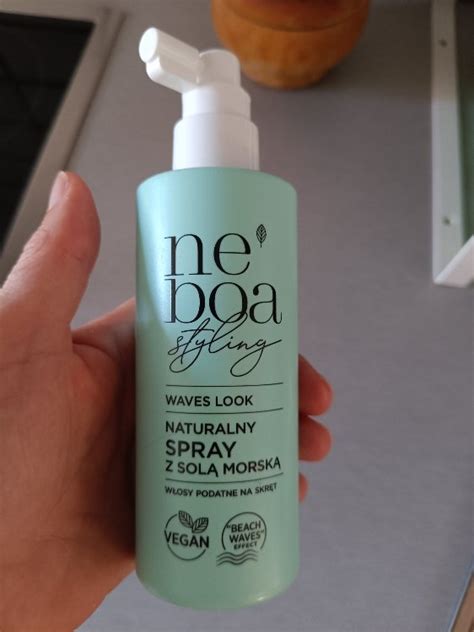 ne'
boa
styling
WAVES LOOK
NATURALNY
SPRAY
Z SOLĄ MORSKĄ
WŁOSY PODATNE NA SKRĘT
VEGAN
"BEACH
WAVES"
EFFECT